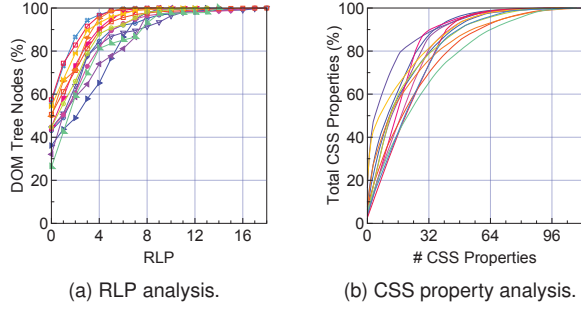 100
80
60
40
20
0
0 4 8 12 16
DOM Tree Nodes (%)
RLP
(a) RLP analysis.
100
80
60
40
20
0
0 32 64 96
Total CSS Properties (%)
# CSS Properties
(b) CSS property analysis.